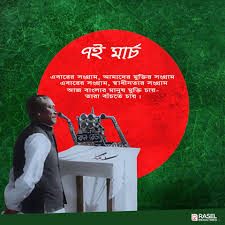 ৭ই মার্চ
এবারের সংগ্রাম, আমাদের মুক্তির সংগ্রাম
এবারের সংগ্রাম, স্বাধীনতার সংগ্রাম
আজ বাংলার মানুষ মুক্তি চায়-
তারা বাঁচতে চায়।
RASEL